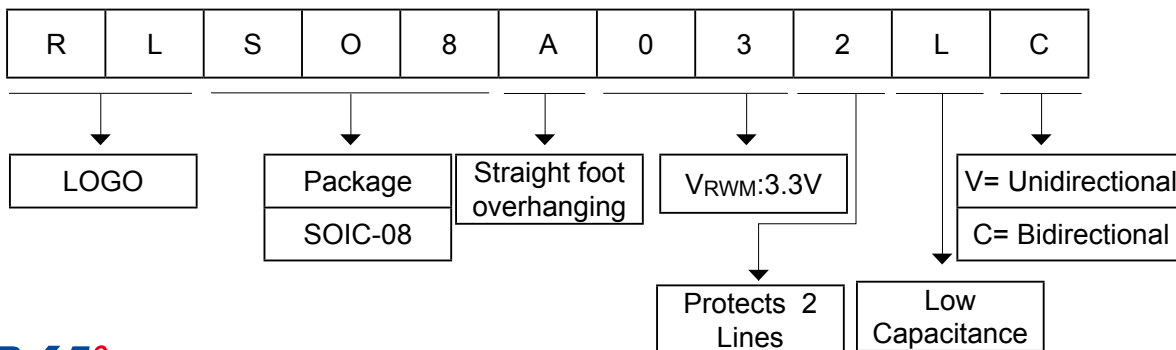 R L S O 8 A 0 3 2 L C
LOGO
Package
SOIC-08
Straight foot
overhanging
VRWM:3.3V
V= Unidirectional
C= Bidirectional
Protects 2
Lines
Low
Capacitance